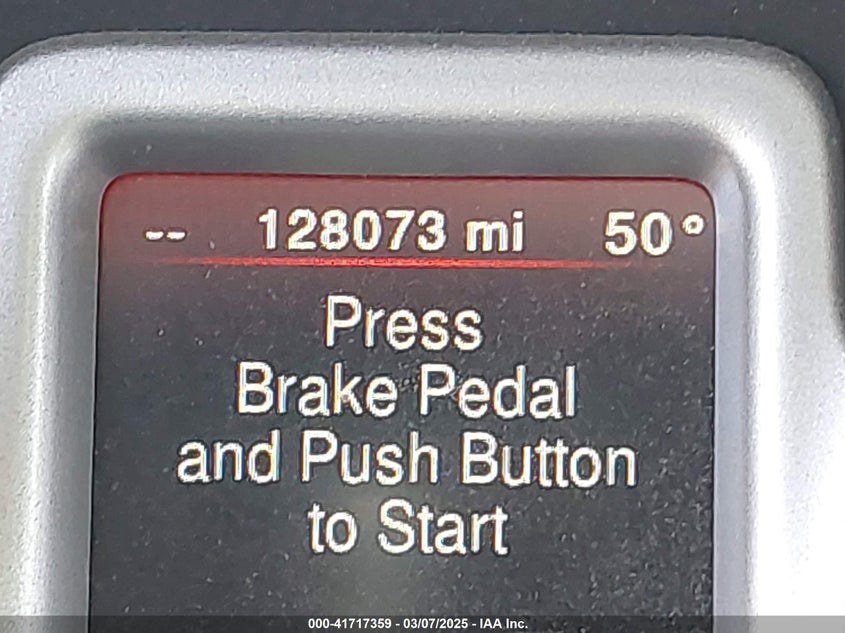 -- 128073 mi 50°
Press
Brake Pedal
and Push Button
to Start
000-41717359 - 03/07/2025 - IAA Inc.